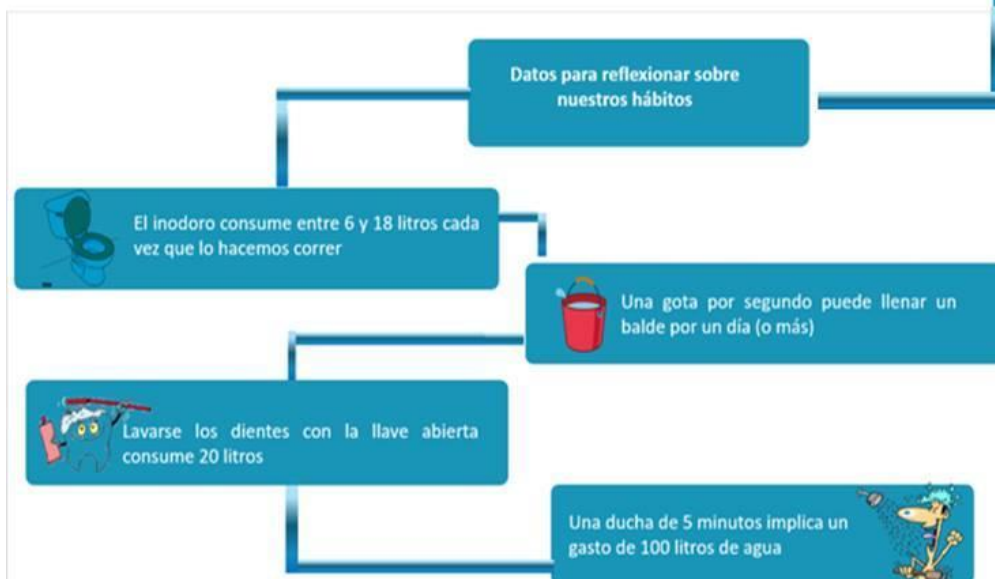 Datos para reflexionar sobre
nuestros hábitos
El inodoro consume entre 6 y 18 litros cada
vez que lo hacemos correr
Una gota por segundo puede llenar un
balde por un día (o más)
Lavarse los dientes con la llave abierta
consume 20 litros
Una ducha de 5 minutos implica un
gasto de 100 litros de agua